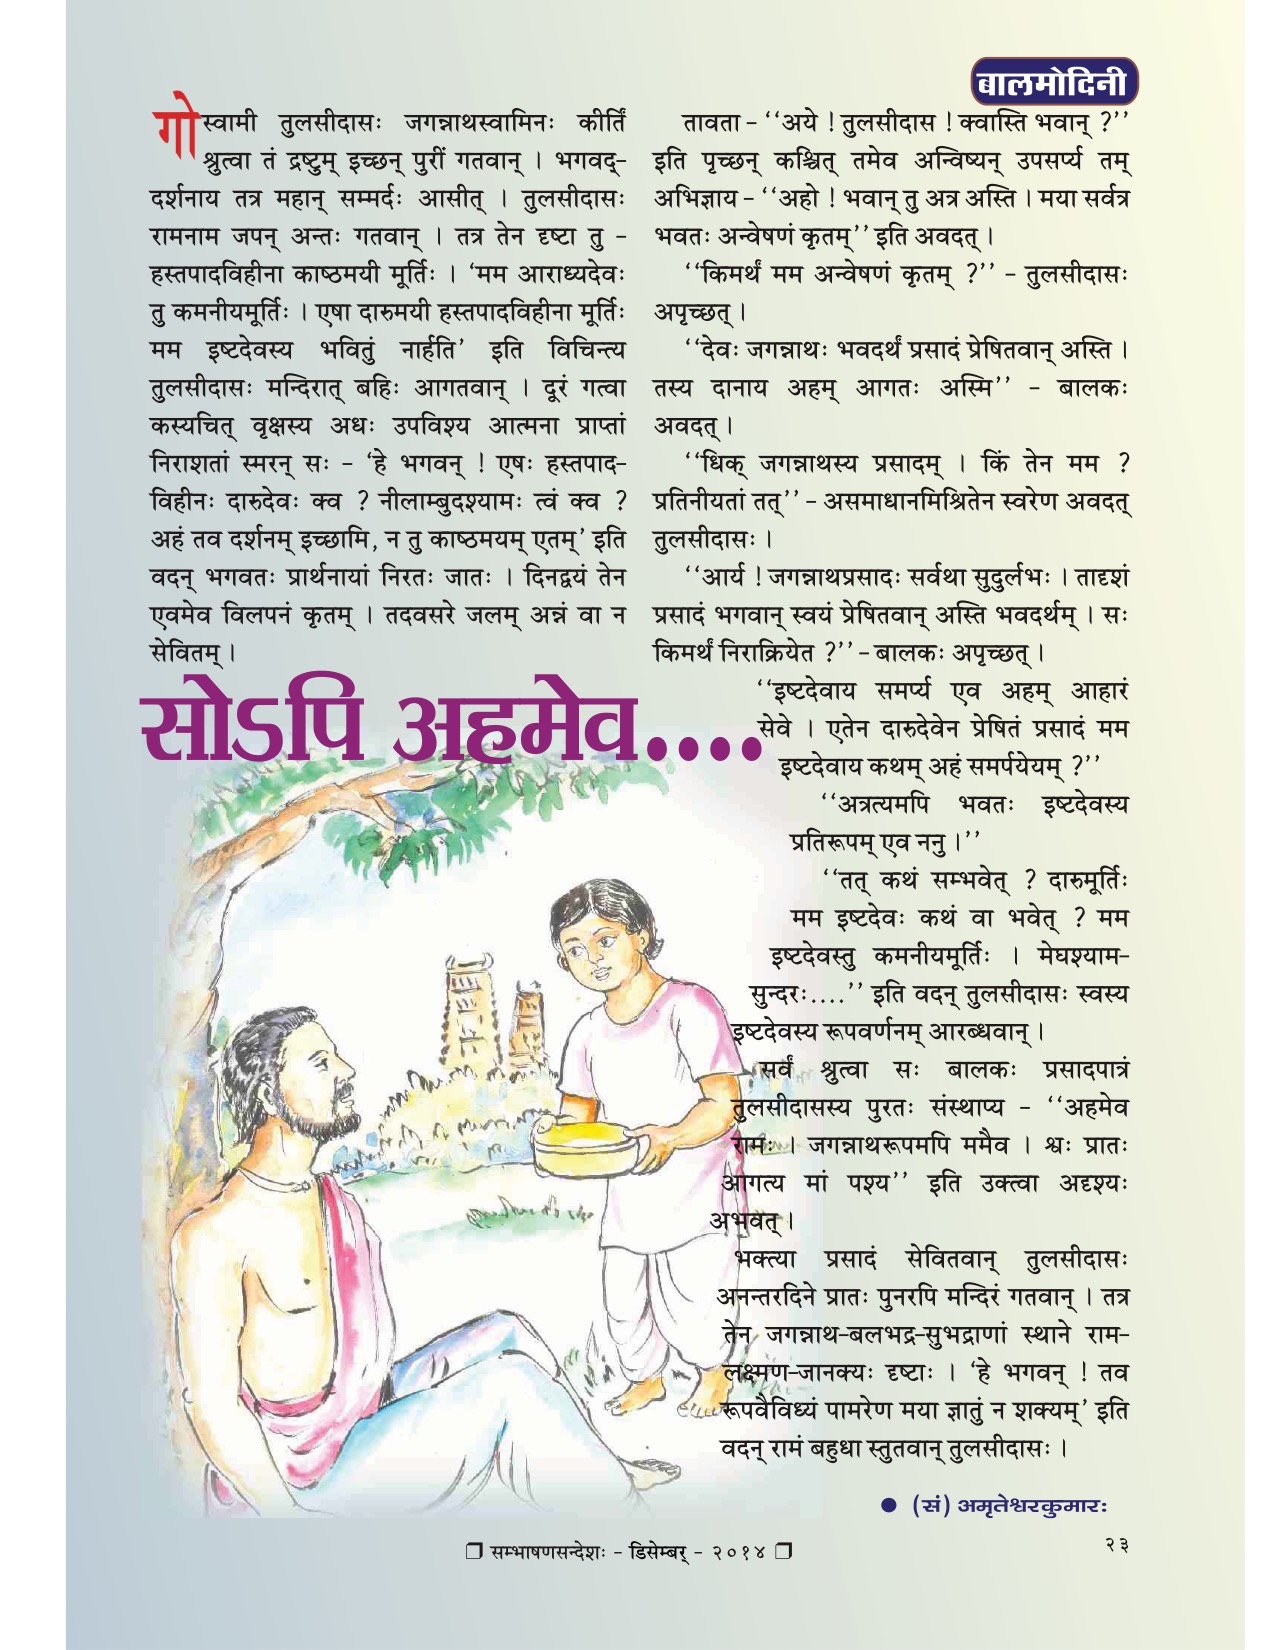 बालमोदिनी
गोस्वामी तुलसीदासः जगन्नाथस्वामिनः कीर्तिं
श्रुत्वा तं द्रष्टुम् इच्छन् पुरीं गतवान् । भगवद्-
दर्शनाय तत्र महान् सम्मर्दः आसीत् । तुलसीदासः
रामनाम जपन् अन्तः गतवान् । तत्र तेन दृष्टा तु –
हस्तपादविहीना काष्ठमयी मूर्तिः । ‘मम आराध्यदेवः
तु कमनीयमूर्तिः । एषा दारुमयी हस्तपादविहीना मूर्तिः
मम इष्टदेवस्य भवितुं नार्हति’ इति विचिन्त्य
तुलसीदासः मन्दिरात् बहिः आगतवान् । दूरं गत्वा
कस्यचित् वृक्षस्य अधः उपविश्य आत्मना प्राप्तां
निराशतां स्मरन् सः – ‘हे भगवन् ! एषः हस्तपाद-
विहीनः दारुदेवः क्व ? नीलाम्बुदश्यामः त्वं क्व ?
अहं तव दर्शनम् इच्छामि, न तु काष्ठमयम् एतम्’ इति
वदन् भगवतः प्रार्थनायां निरतः जातः । दिनद्वयं तेन
एवमेव विलपनं कृतम् । तदवसरे जलम् अन्नं वा न
सेवितम् ।
सोऽपि अहमेव....
तावता – ‘‘अये ! तुलसीदास ! क्वास्ति भवान् ?’’
इति पृच्छन् कश्चित् तमेव अन्विष्यन् उपसर्प्य तम्
अभिज्ञाय – ‘‘अहो ! भवान् तु अत्र अस्ति । मया सर्वत्र
भवतः अन्वेषणं कृतम्’’ इति अवदत् ।
‘‘किमर्थं मम अन्वेषणं कृतम् ?’’ – तुलसीदासः
अपृच्छत् ।
‘‘देवः जगन्नाथः भवदर्थं प्रसादं प्रेषितवान् अस्ति ।
तस्य दानाय अहम् आगतः अस्मि’’ – बालकः
अवदत् ।
‘‘धिक् जगन्नाथस्य प्रसादम् । किं तेन मम ?
प्रतिनीयतां तत्’’ – असमाधानमिश्रितेन स्वरेण अवदत्
तुलसीदासः ।
‘‘आर्य ! जगन्नाथप्रसादः सर्वथा सुदुर्लभः । तादृशं
प्रसादं भगवान् स्वयं प्रेषितवान् अस्ति भवदर्थम् । सः
किमर्थं निराक्रियेत ?’’ – बालकः अपृच्छत् ।
‘‘इष्टदेवाय समर्प्य एव अहम् आहारं
सेवे । एतेन दारुदेवेन प्रेषितं प्रसादं मम
इष्टदेवाय कथम् अहं समर्पयेयम् ?’’
‘‘अत्रत्यमपि भवतः इष्टदेवस्य
प्रतिरूपम् एव ननु ।’’
‘‘तत् कथं सम्भवेत् ? दारुमूर्तिः
मम इष्टदेवः कथं वा भवेत् ? मम
इष्टदेवस्तु कमनीयमूर्तिः । मेघश्याम-
सुन्दरः....’’ इति वदन् तुलसीदासः स्वस्य
इष्टदेवस्य रूपवर्णनम् आरब्धवान् ।
सर्वं श्रुत्वा सः बालकः प्रसादपात्रं
तुलसीदासस्य पुरतः संस्थाप्य – ‘‘अहमेव
रामः । जगन्नाथरूपमपि ममैव । श्वः प्रातः
आगत्य मां पश्य’’ इति उक्त्वा अदृश्यः
अभवत् ।
भक्त्या प्रसादं सेवितवान् तुलसीदासः
अनन्तरदिने प्रातः पुनरपि मन्दिरं गतवान् । तत्र
तेन जगन्नाथ-बलभद्र-सुभद्राणां स्थाने राम-
लक्ष्मण-जानक्यः दृष्टाः । ‘हे भगवन् ! तव
रूपवैविध्यं पामरेण मया ज्ञातुं न शक्यम्’ इति
वदन् रामं बहुधा स्तुतवान् तुलसीदासः ।
● (सं) अमृतेश्वरकुमारः
❐ सम्भाषणसन्देशः – डिसेम्बर् – २०१४ ❐
२३